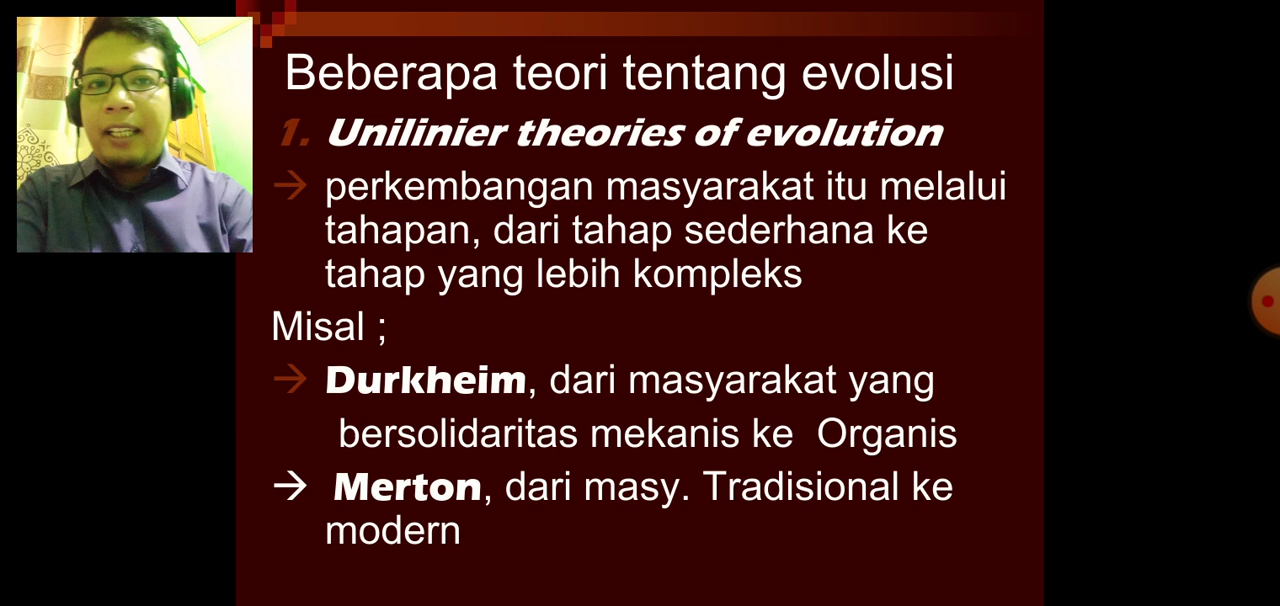 Beberapa teori tentang evolusi
1. Unilinier theories of evolution
→ perkembangan masyarakat itu melalui
tahapan, dari tahap sederhana ke
tahap yang lebih kompleks
Misal ;
→ Durkheim, dari masyarakat yang
bersolidaritas mekanis ke Organis
→ Merton, dari masy. Tradisional ke
modern